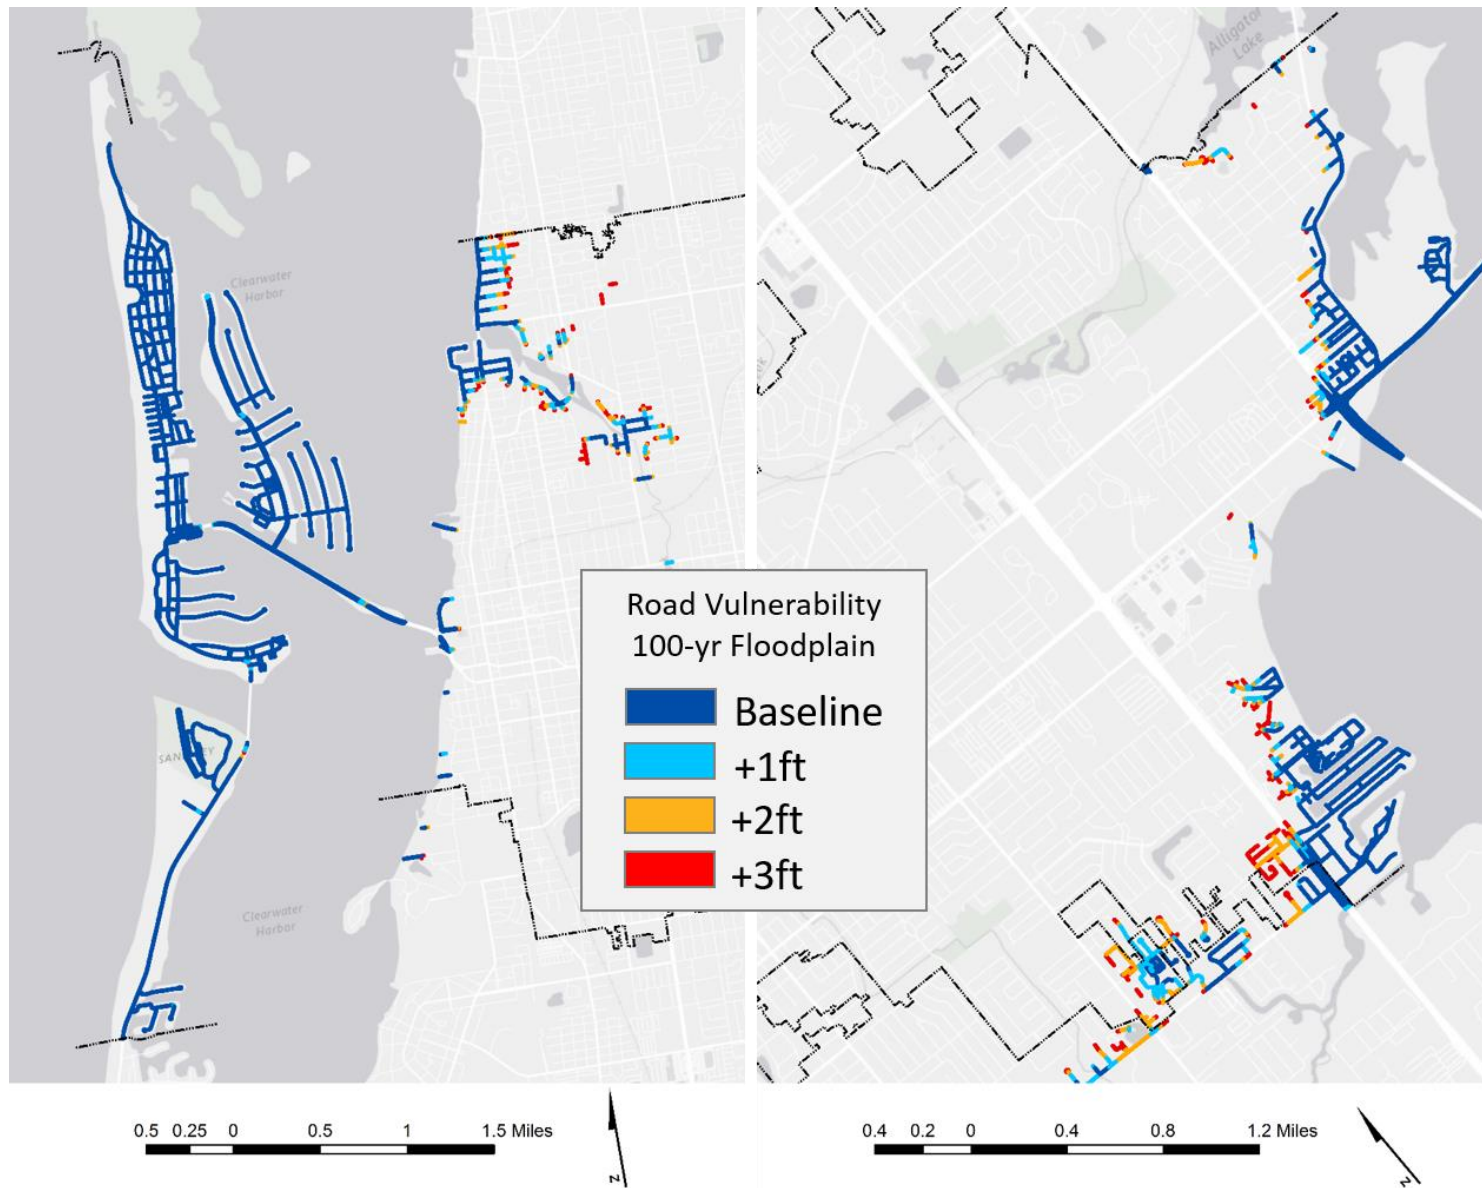 Alligator
Lake
Clearwater
Harbor
Road Vulnerability
100-yr Floodplain
Baseline
+1ft
+2ft
+3ft
Clearwater
Harbor
0.5 0.25 0 0.5 1 1.5 Miles
N
0.4 0.2 0 0.4 0.8 1.2 Miles
N